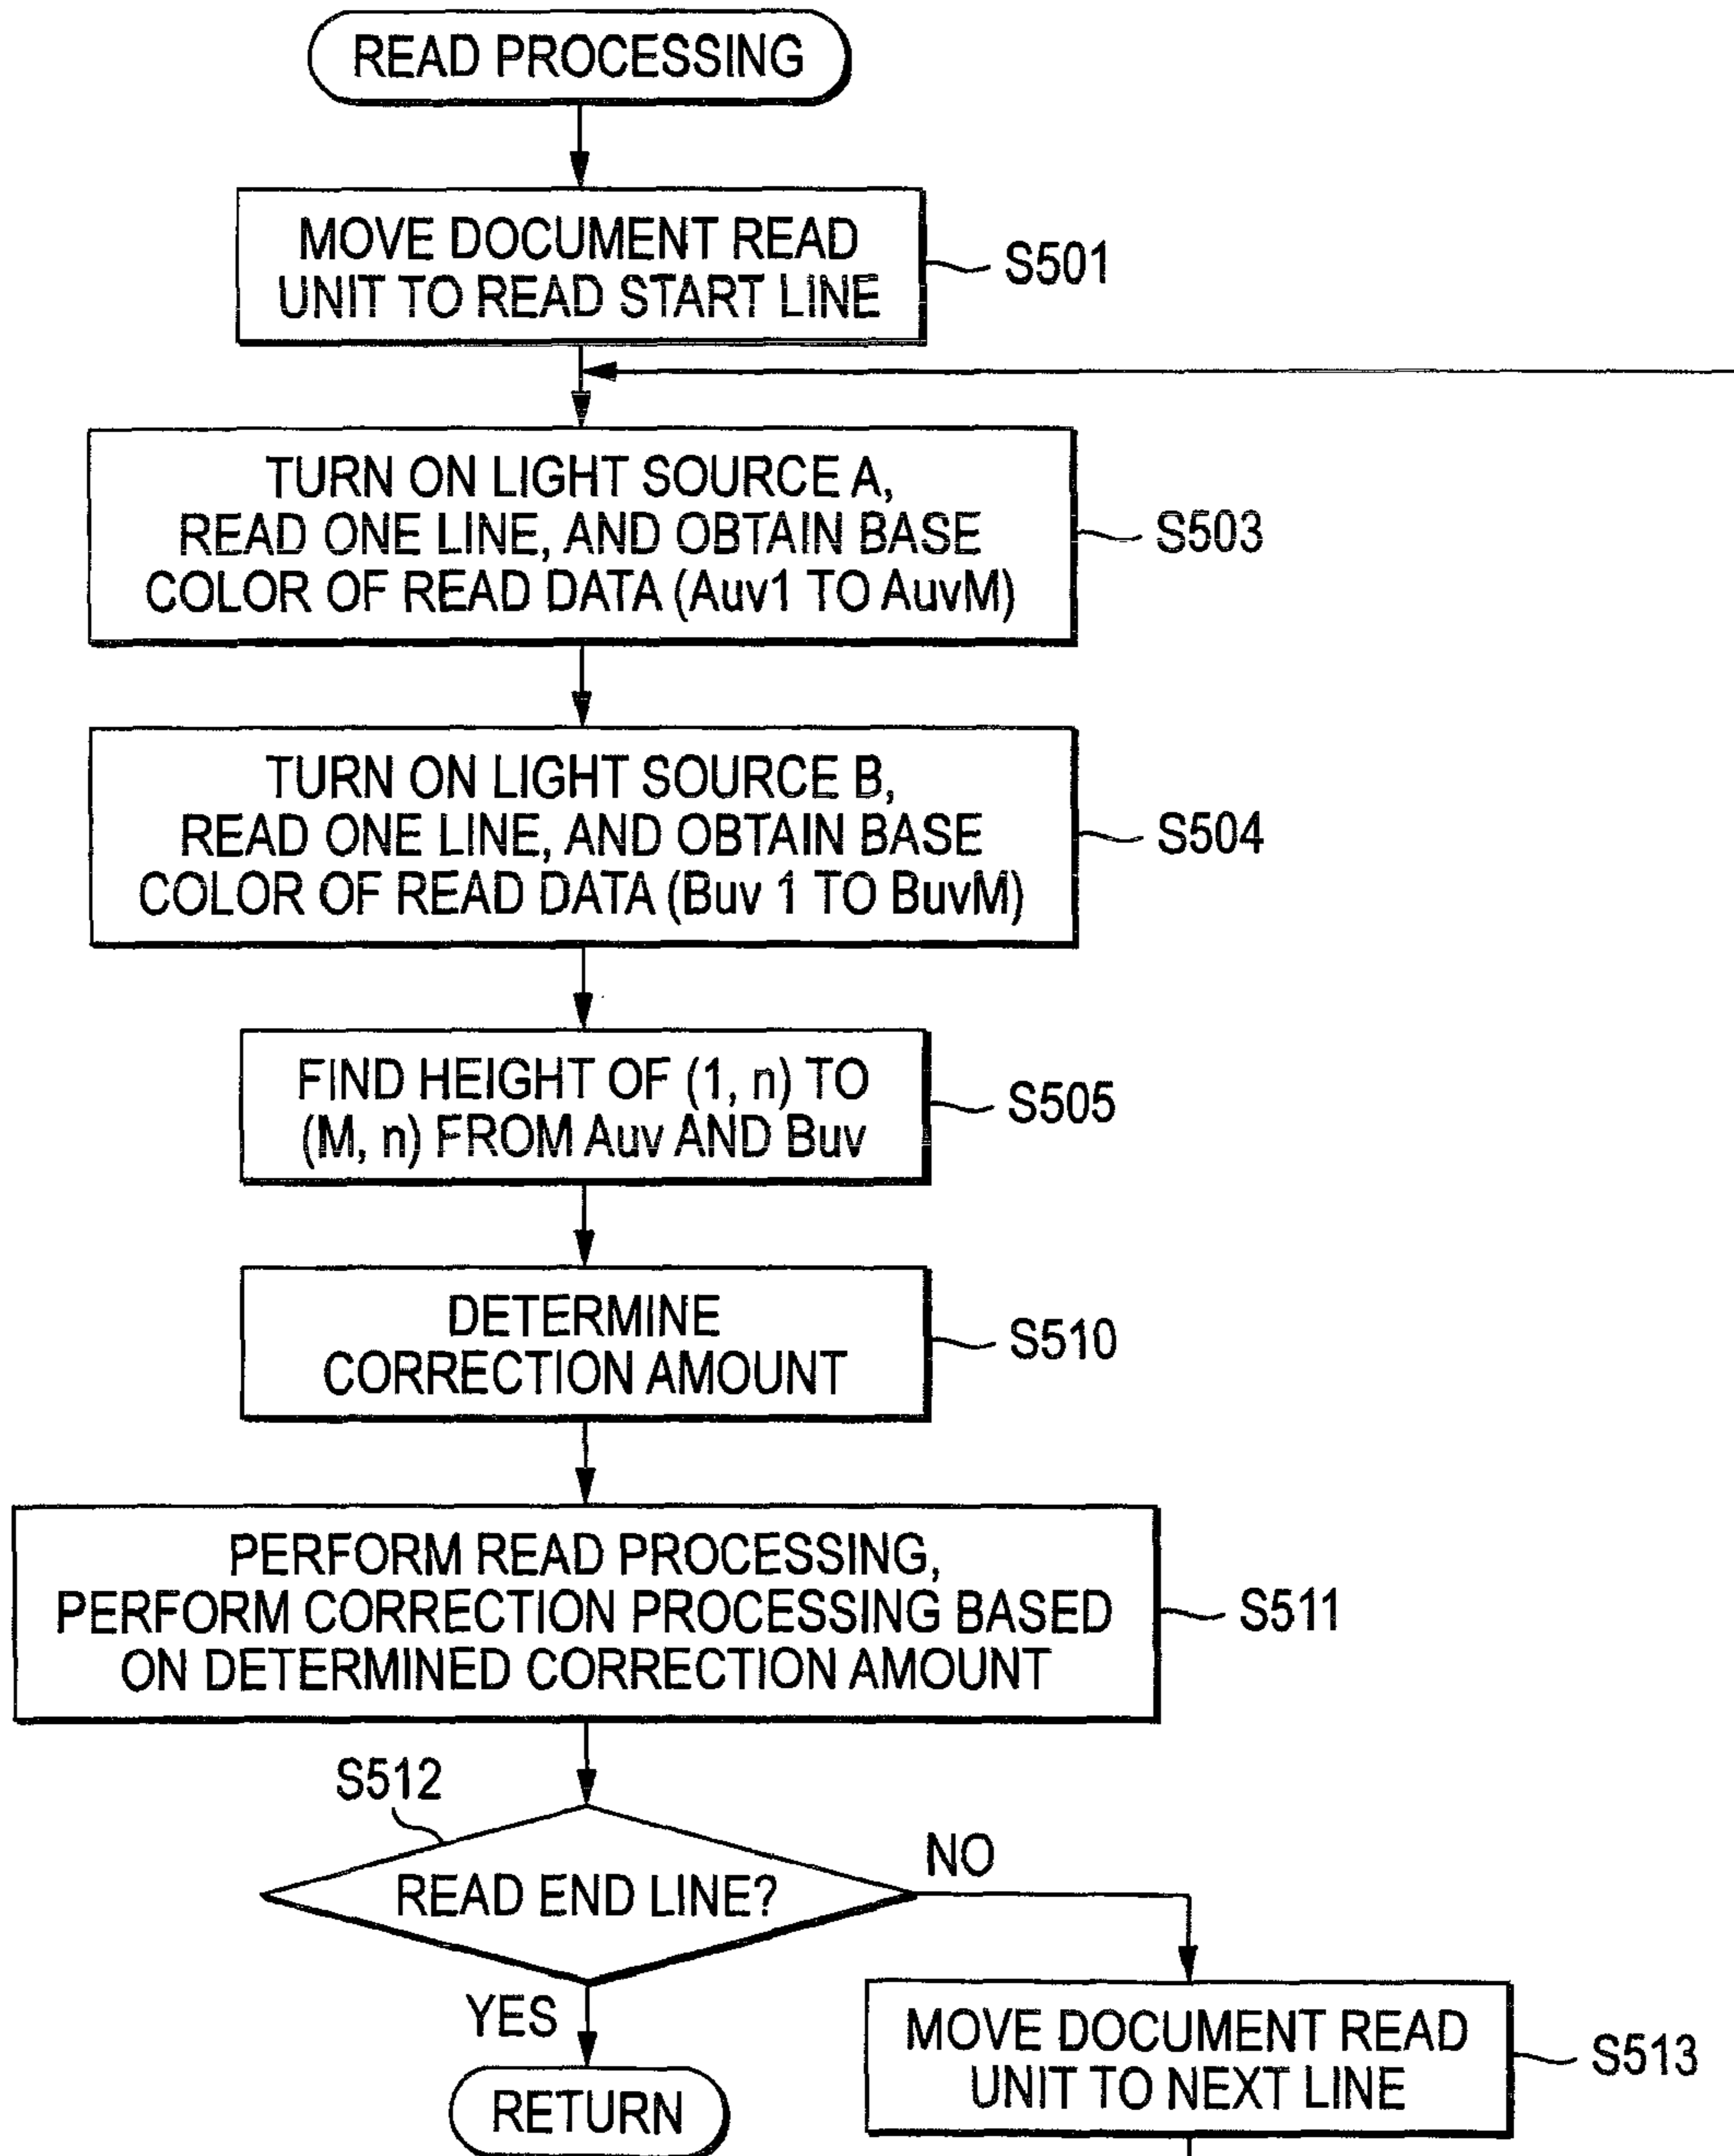 READ PROCESSING
MOVE DOCUMENT READ
UNIT TO READ START LINE
S501
TURN ON LIGHT SOURCE A,
READ ONE LINE, AND OBTAIN BASE
COLOR OF READ DATA (Auv1 TO AuvM)
S503
TURN ON LIGHT SOURCE B,
READ ONE LINE, AND OBTAIN BASE
COLOR OF READ DATA (Buv 1 TO BuvM)
S504
FIND HEIGHT OF (1, n) TO
(M, n) FROM Auv AND Buv
S505
DETERMINE
CORRECTION AMOUNT
S510
PERFORM READ PROCESSING,
PERFORM CORRECTION PROCESSING BASED
ON DETERMINED CORRECTION AMOUNT
S511
S512
READ END LINE?
NO
YES
MOVE DOCUMENT READ
UNIT TO NEXT LINE
S513
RETURN